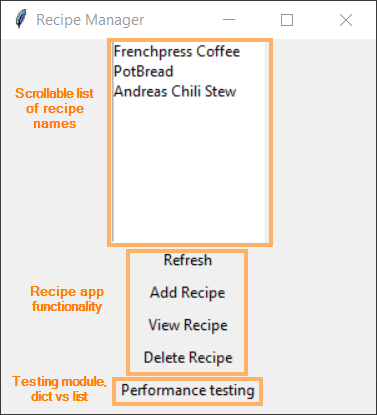 Recipe Manager
Frenchpress Coffee
PotBread
Andreas Chili Stew
Scrollable list
of recipe
names
Refresh
Add Recipe
View Recipe
Delete Recipe
Recipe app
functionality
Testing module,
dict vs list
Performance testing